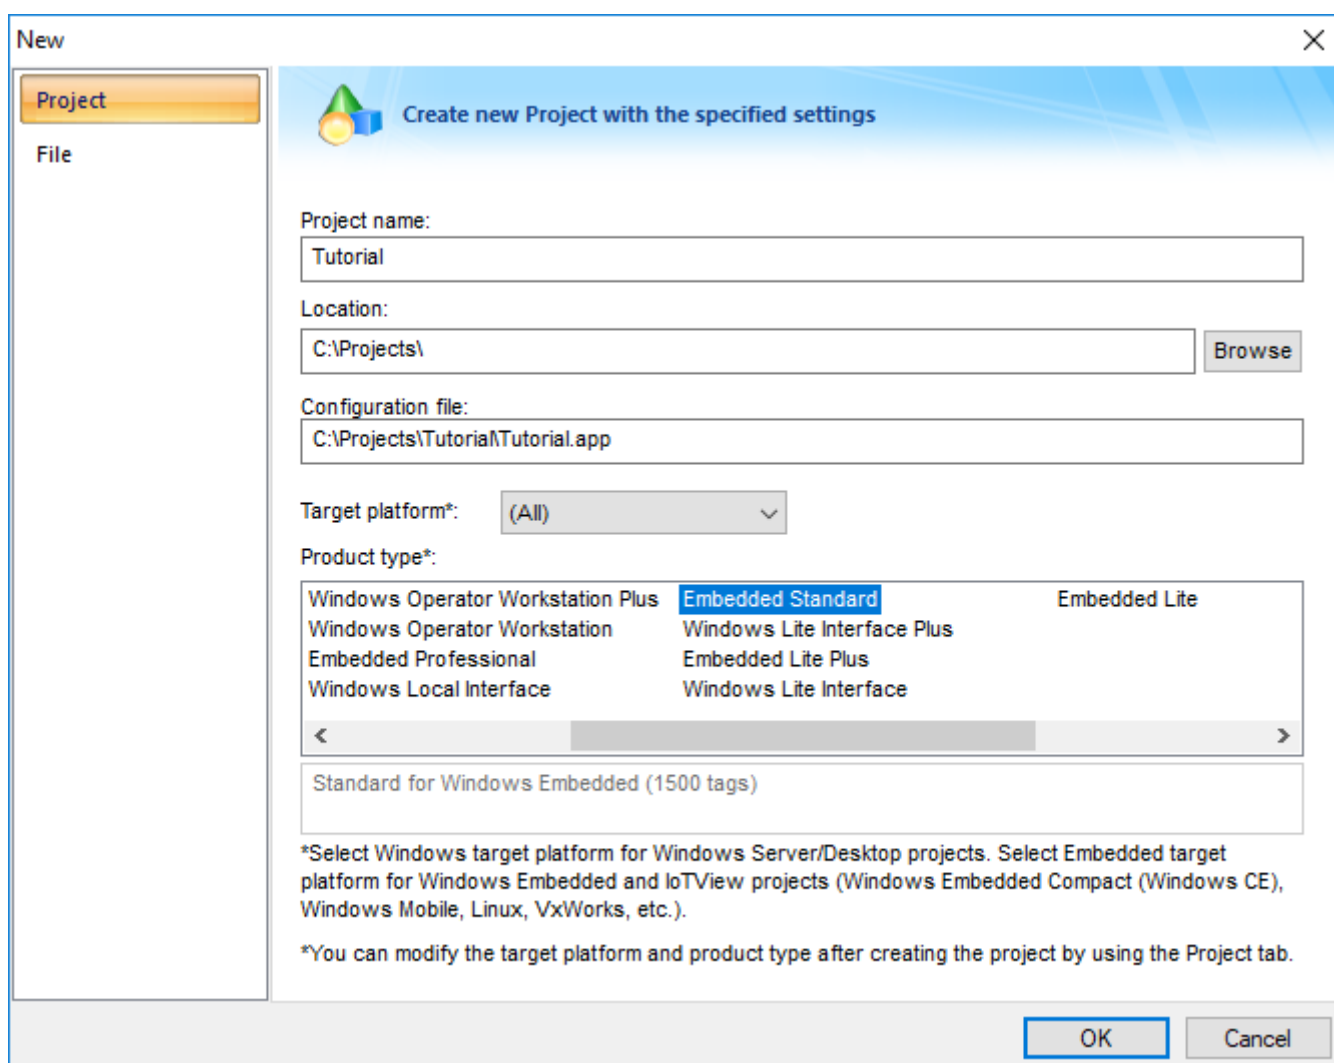 New
Project
File
Create new Project with the specified settings
Project name:
Tutorial
Location:
C:\Projects\
Browse
Configuration file:
C:\Projects\Tutorial\Tutorial.app
Target platform*:
(All)
Product type*:
Windows Operator Workstation Plus
Windows Operator Workstation
Embedded Professional
Windows Local Interface
Embedded Standard
Windows Lite Interface Plus
Embedded Lite Plus
Windows Lite Interface
Embedded Lite
Standard for Windows Embedded (1500 tags)
*Select Windows target platform for Windows Server/Desktop projects. Select Embedded target
platform for Windows Embedded and IoTView projects (Windows Embedded Compact (Windows CE),
Windows Mobile, Linux, VxWorks, etc.).
*You can modify the target platform and product type after creating the project by using the Project tab.
OK
Cancel